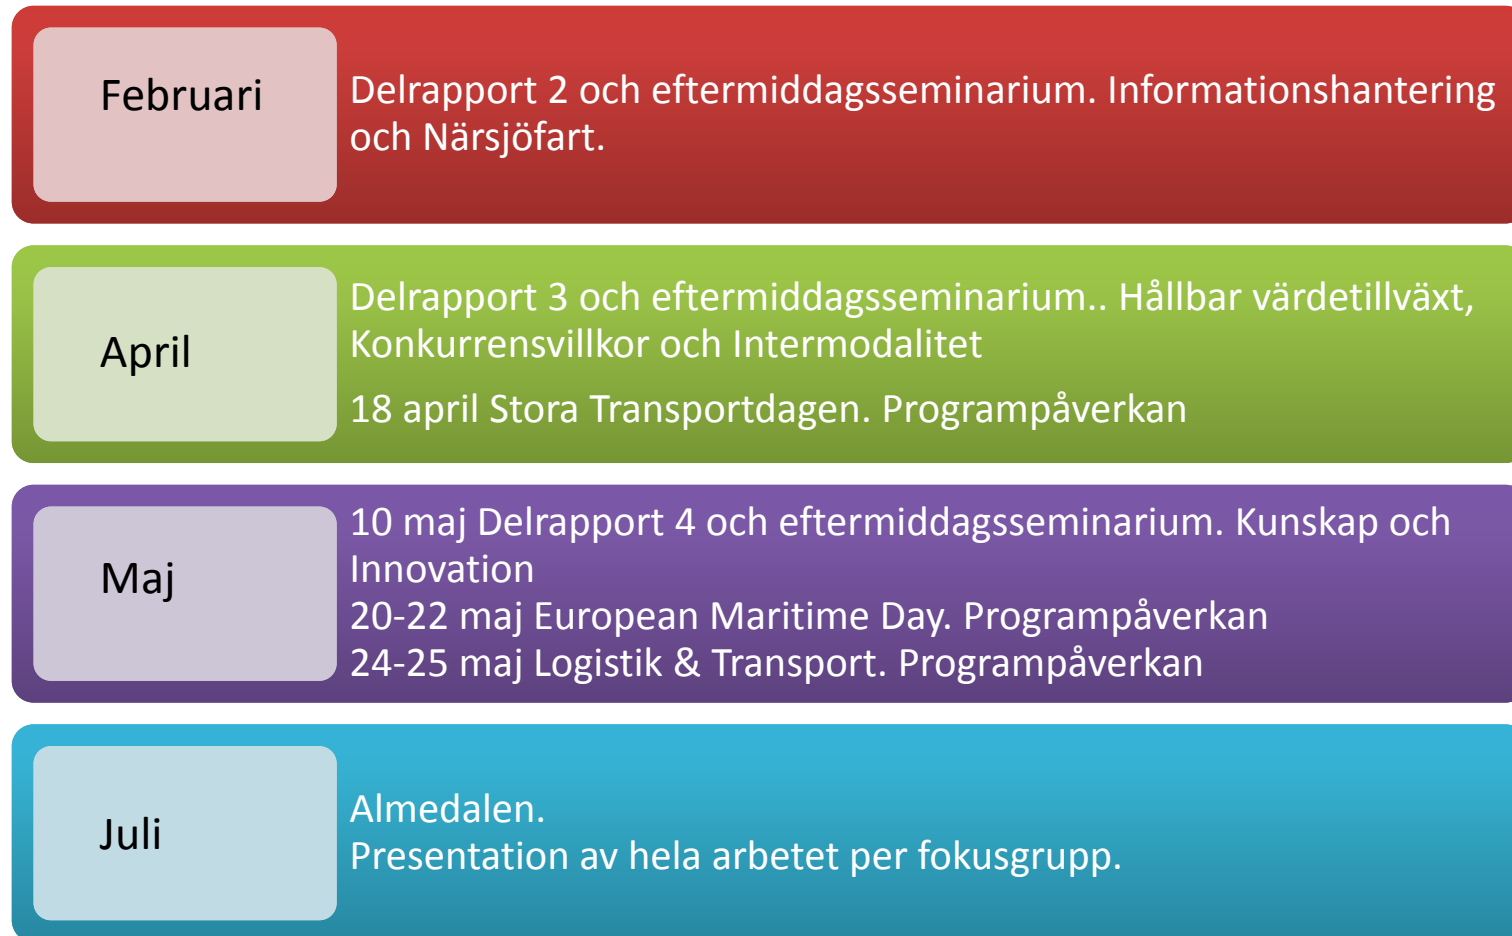 Februari
Delrapport 2 och eftermiddagsseminarium. Informationshantering
och Närsjöfart.
April
Delrapport 3 och eftermiddagsseminarium.. Hållbar värdetillväxt,
Konkurrensvillkor och Intermodalitet
18 april Stora Transportdagen. Programpåverkan
Maj
10 maj Delrapport 4 och eftermiddagsseminarium. Kunskap och
Innovation
20-22 maj European Maritime Day. Programpåverkan
24-25 maj Logistik & Transport. Programpåverkan
Juli
Almedalen.
Presentation av hela arbetet per fokusgrupp.